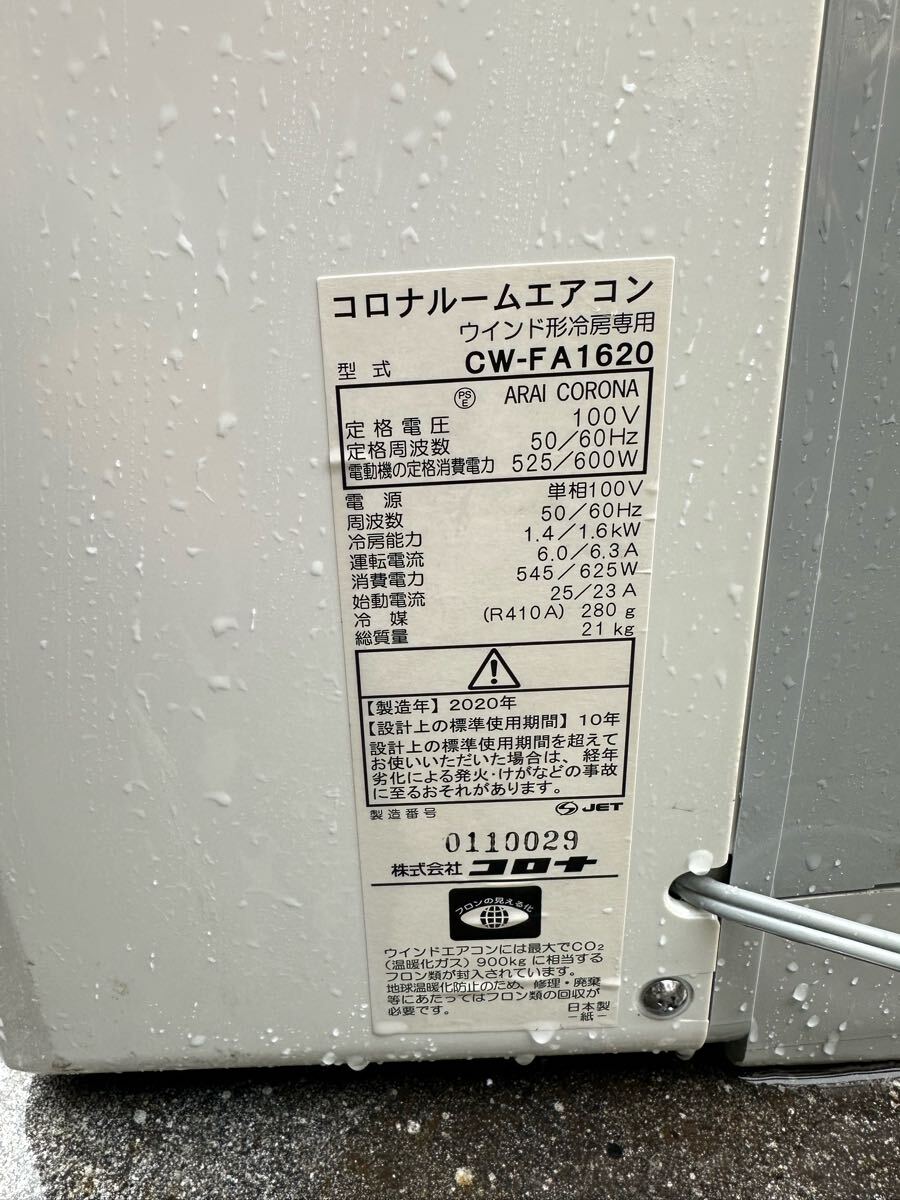 コロナルームエアコン
ウインド形冷房専用
型式 CW-FA1620
PS E ARAI CORONA
定格電圧 100V
定格周波数 50/60Hz
電動機の定格消費電力 525/600W
電源 単相100V
周波数 50/60Hz
冷房能力 1.4/1.6kW
運転電流 6.0/6.3A
消費電力 545/625W
始動電流 25/23A
冷媒 (R410A) 280g
総質量 21kg
【製造年】2020年
【設計上の標準使用期間】10年
設計上の標準使用期間を超えて
お使いいただいた場合は、経年
劣化による発火・けがなどの事故
に至るおそれがあります。
製造番号 JET
0110029
株式会社 コロナ
フロンの見える化
ウインドエアコンには最大でCO2
(温暖化ガス) 900kgに相当する
フロン類が封入されています。
地球温暖化防止のため、修理・廃棄
等にあたってはフロン類の回収が
必要です。 日本製
-紙-